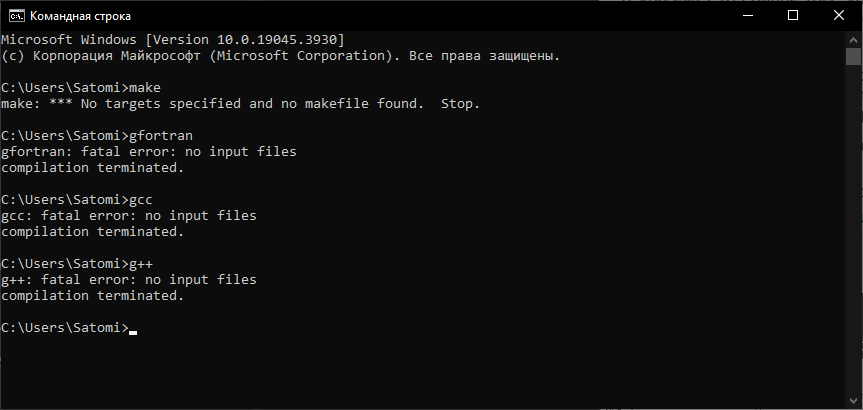 Командная строка
Microsoft Windows [Version 10.0.19045.3930]
(c) Корпорация Майкрософт (Microsoft Corporation). Все права защищены.
C:\Users\Satomi>make
make: *** No targets specified and no makefile found.  Stop.
C:\Users\Satomi>gfortran
gfortran: fatal error: no input files
compilation terminated.
C:\Users\Satomi>gcc
gcc: fatal error: no input files
compilation terminated.
C:\Users\Satomi>g++
g++: fatal error: no input files
compilation terminated.
C:\Users\Satomi>